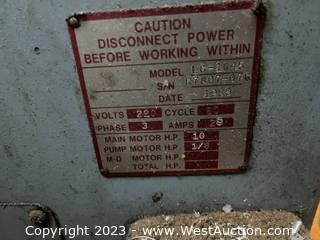 CAUTION
DISCONNECT POWER
BEFORE WORKING WITHIN
MODEL
S/N
DATE
VOLTS 220 CYCLE
PHASE 3 AMPS
MAIN MOTOR H.P. 10
PUMP MOTOR H.P. 1/8
M-D MOTOR H.P.
TOTAL H.P.
Copyright 2023 - www.WestAuction.com